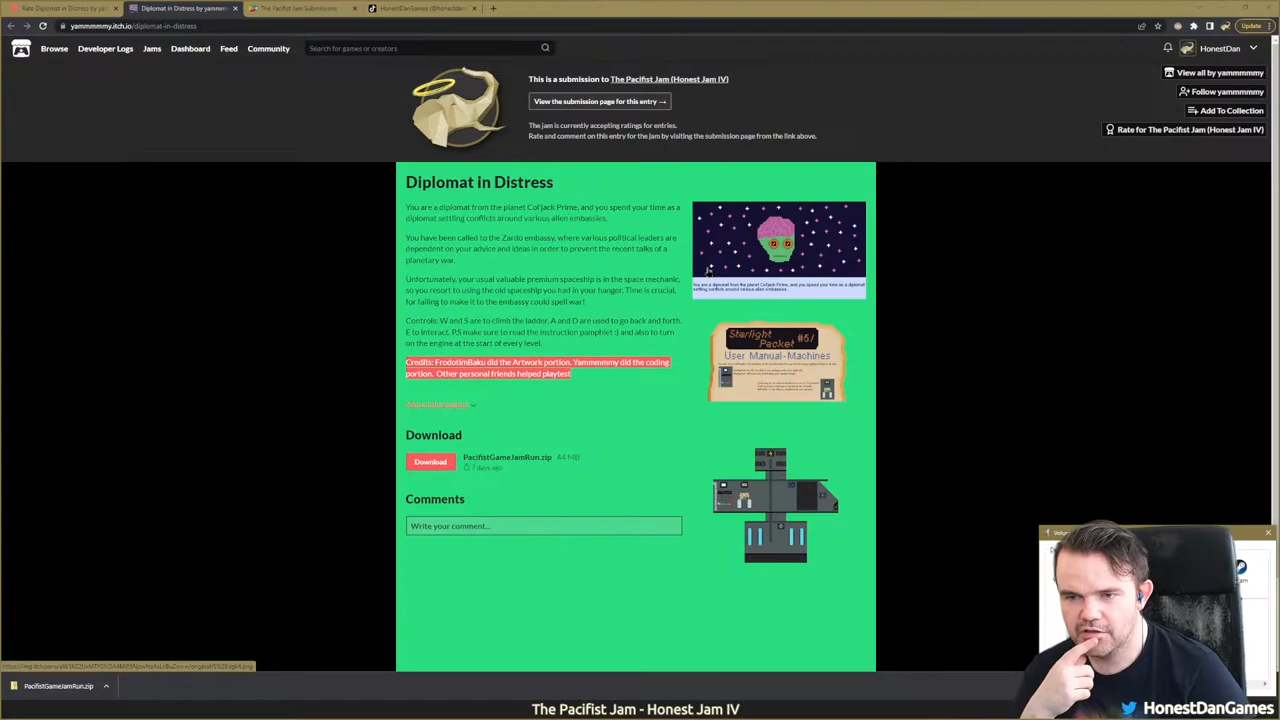 Rate Diplomat in Distress by yam
Diplomat in Distress by yammm
The Pacifist Jam Submissions
HonestDanGames (@honestdan
yammmmmy.itch.io/diplomat-in-distress
Update
Browse
Developer Logs
Jams
Dashboard
Feed
Community
Search for games or creators
HonestDan
This is a submission to The Pacifist Jam (Honest Jam IV)
View the submission page for this entry →
The jam is currently accepting ratings for entries.
Rate and comment on this entry for the jam by visiting the submission page from the link above.
View all by yammmmmy
Follow yammmmmy
Add To Collection
Rate for The Pacifist Jam (Honest Jam IV)
Diplomat in Distress
You are a diplomat from the planet Cof'jack Prime, and you spend your time as a
diplomat settling conflicts around various alien embassies.
You have been called to the Zardo embassy, where various political leaders are
dependent on your advice and ideas in order to prevent the recent talks of a
planetary war.
Unfortunately, your usual valuable premium spaceship is in the space mechanic,
so you resort to using the old spaceship you had in your hanger. Time is crucial,
for failing to make it to the embassy could spell war!
Controls: W and S are to climb the ladder. A and D are used to go back and forth.
E to Interact. P.S make sure to read the instruction pamphlet :) and also to turn
on the engine at the start of every level.
Credits: FrodotimBaku did the Artwork portion. Yammmmmy did the coding
portion. Other personal friends helped playtest
You are a diplomat from the planet Cof'jack Prime, and you spend your time as a diplomat
settling conflicts around various alien embassies.
Starlight
Packet #6/
User Manual-Machines
Download
Download
PacifistGameJamRun.zip 44 MB
7 days ago
Comments
Write your comment...
PacifistGameJamRun.zip
The Pacifist Jam - Honest Jam IV
HonestDanGames